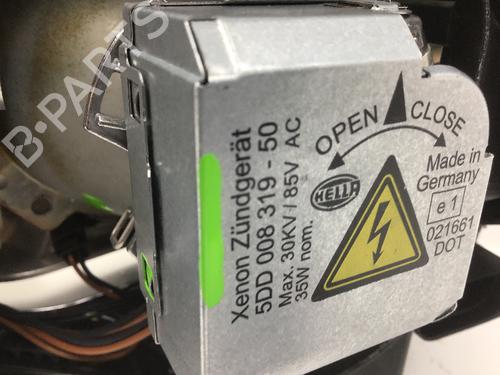 B-PARTS
Xenon Zündgerät
5DD 008 319 - 50
Max. 30KV / 85V AC
35W nom.
HELLA
OPEN
CLOSE
Made in
Germany
e 1
021661
DOT